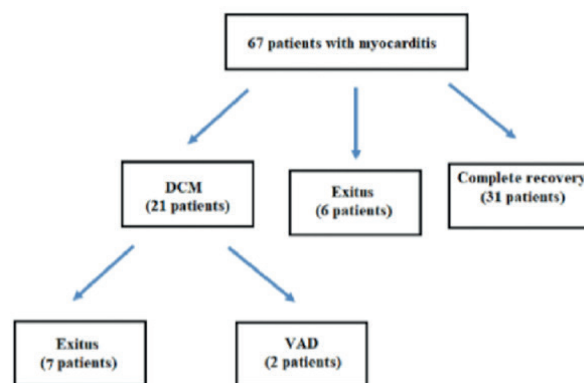 67 patients with myocarditis
DCM
(21 patients)
Exitus
(6 patients)
Complete recovery
(31 patients)
Exitus
(7 patients)
VAD
(2 patients)